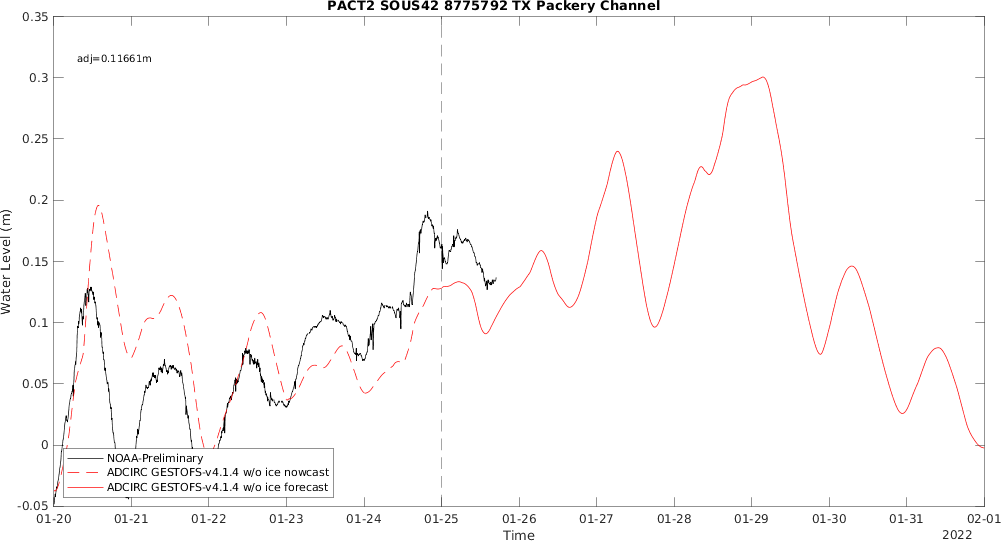 PACT2 SOUS42 8775792 TX Packery Channel
0.35
adj=0.11661m
0.3
0.25
0.2
0.15
0.1
0.05
0
-0.05
Water Level (m)
NOAA-Preliminary
ADCIRC GESTOFS-v4.1.4 w/o ice nowcast
ADCIRC GESTOFS-v4.1.4 w/o ice forecast
01-20 01-21 01-22 01-23 01-24 01-25 01-26 01-27 01-28 01-29 01-30 01-31 02-01
Time
2022